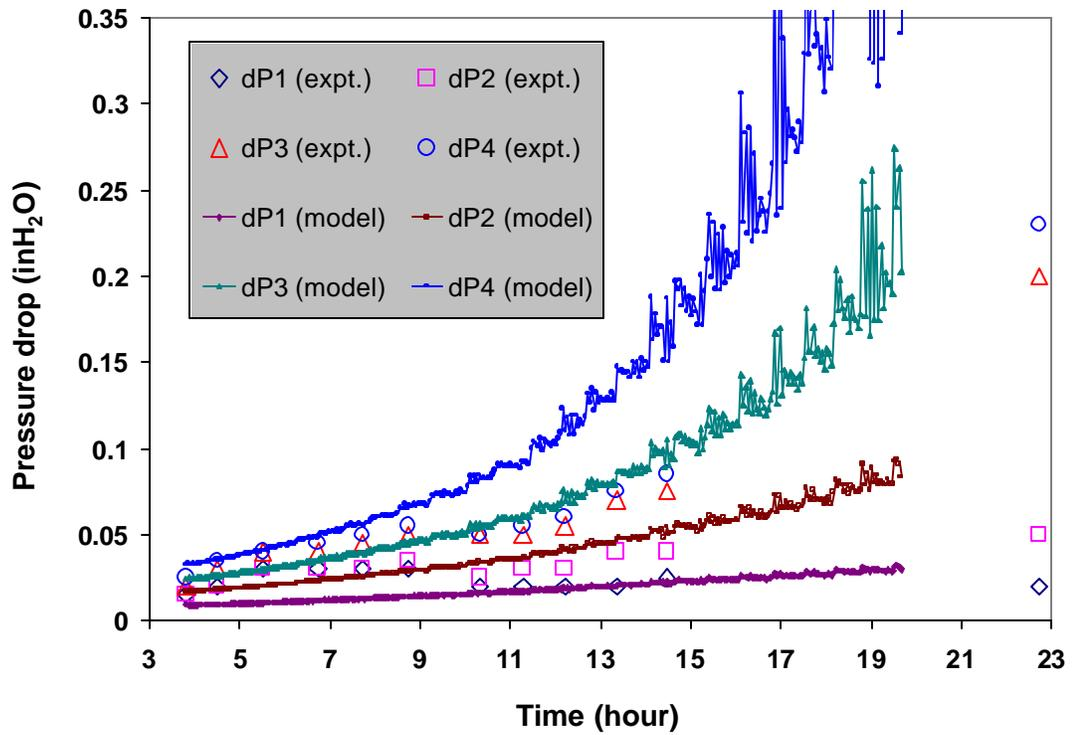 0.35
0.3
0.25
0.2
0.15
0.1
0.05
0
Pressure drop (inH₂O)
dP1 (expt.) dP2 (expt.)
dP3 (expt.) dP4 (expt.)
dP1 (model) dP2 (model)
dP3 (model) dP4 (model)
3 5 7 9 11 13 15 17 19 21 23
Time (hour)